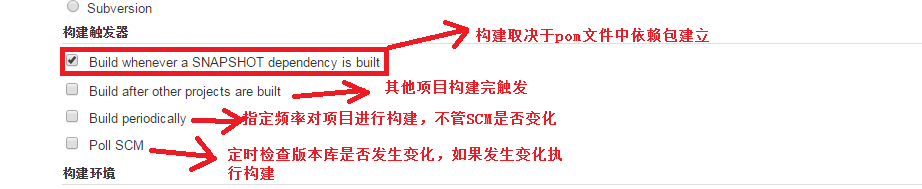 Subversion
构建触发器
构建取决于pom文件中依赖包建立
Build whenever a SNAPSHOT dependency is built
Build after other projects are built
其他项目构建完触发
Build periodically
指定频率对项目进行构建，不管SCM是否变化
Poll SCM
定时检查版本库是否发生变化，如果发生变化执
行构建
构建环境